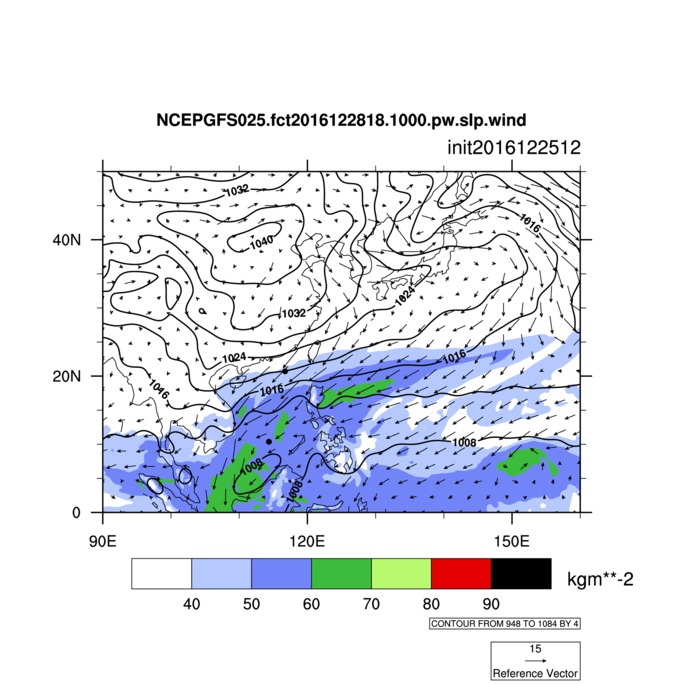 NCEPGFS025.fct2016122818.1000.pw.slp.wind
init2016122512
1032
1016
40N
1040
1024
1032
1024
1016
20N
1016
1016
1008
1008
1008
0
90E 120E 150E
40 50 60 70 80 90
kgm**-2
CONTOUR FROM 948 TO 1084 BY 4
15
Reference Vector